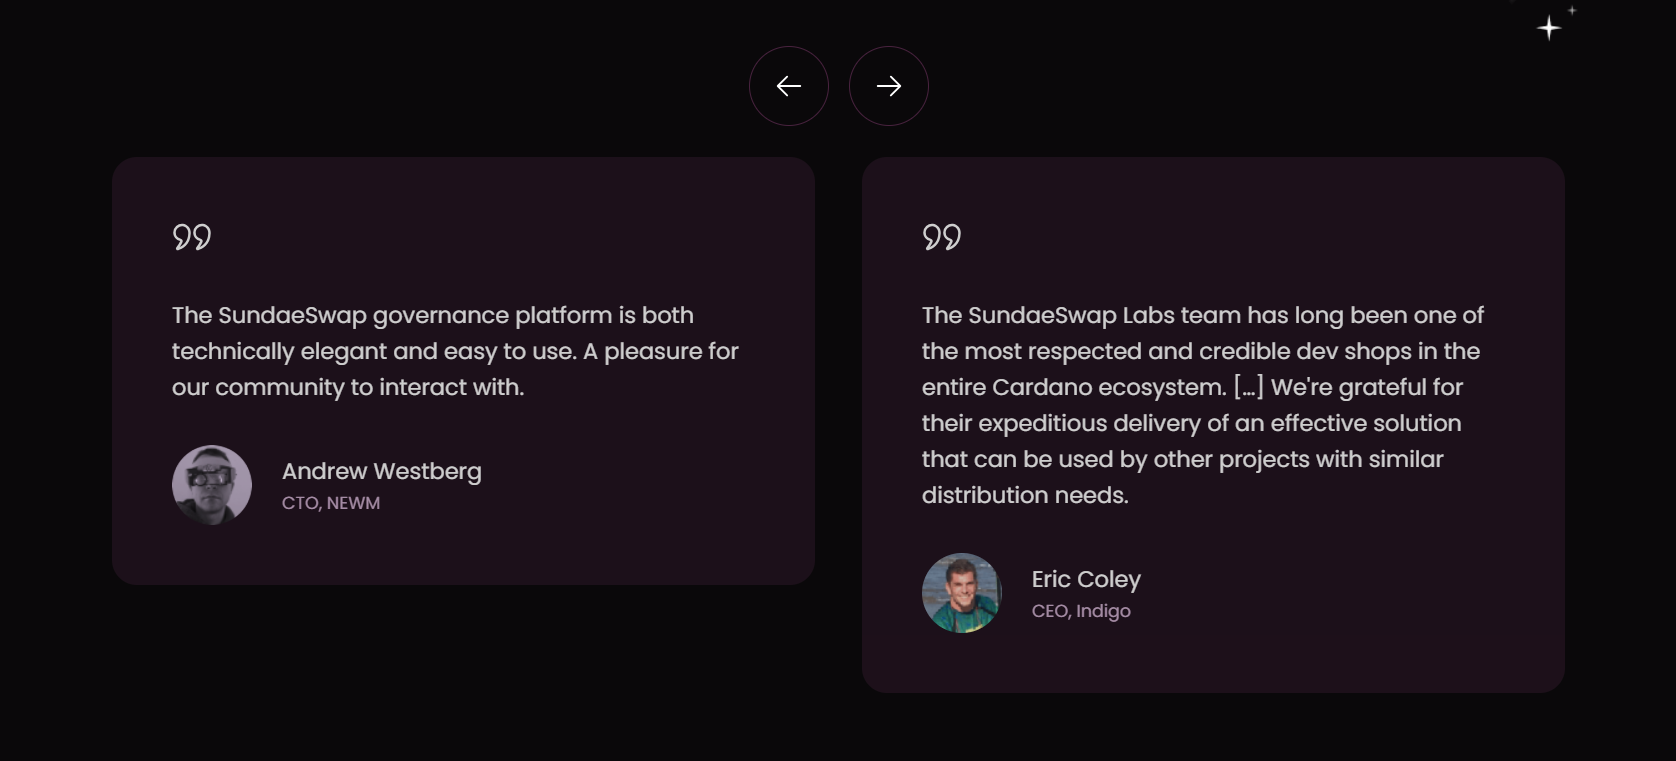 The SundaeSwap governance platform is both
technically elegant and easy to use. A pleasure for
our community to interact with.
Andrew Westberg
CTO, NEWM
The SundaeSwap Labs team has long been one of
the most respected and credible dev shops in the
entire Cardano ecosystem. [...] We're grateful for
their expeditious delivery of an effective solution
that can be used by other projects with similar
distribution needs.
Eric Coley
CEO, Indigo